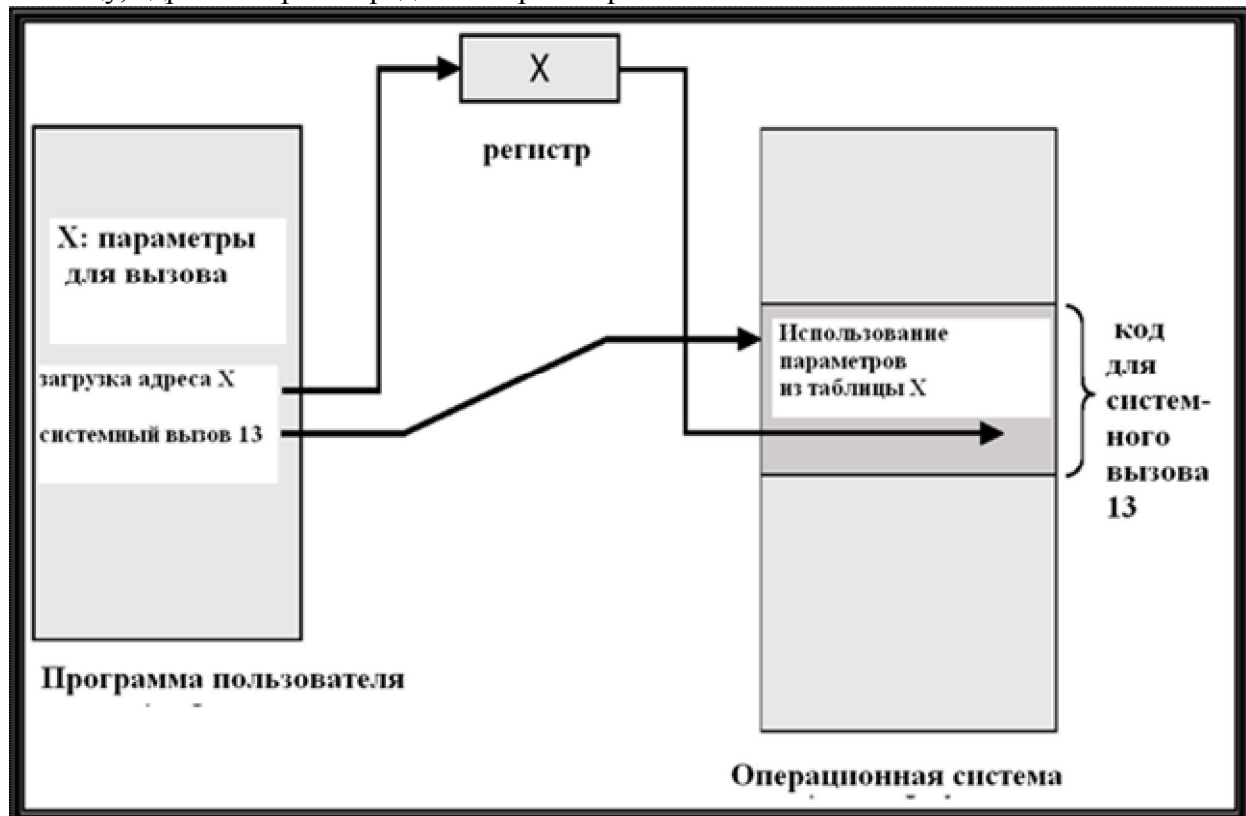 X
регистр
X: параметры
для вызова
загрузка адреса X
системный вызов 13
Использование
параметров
из таблицы X
код
для
систем-
ного
вызова
13
Программа пользователя
Операционная система